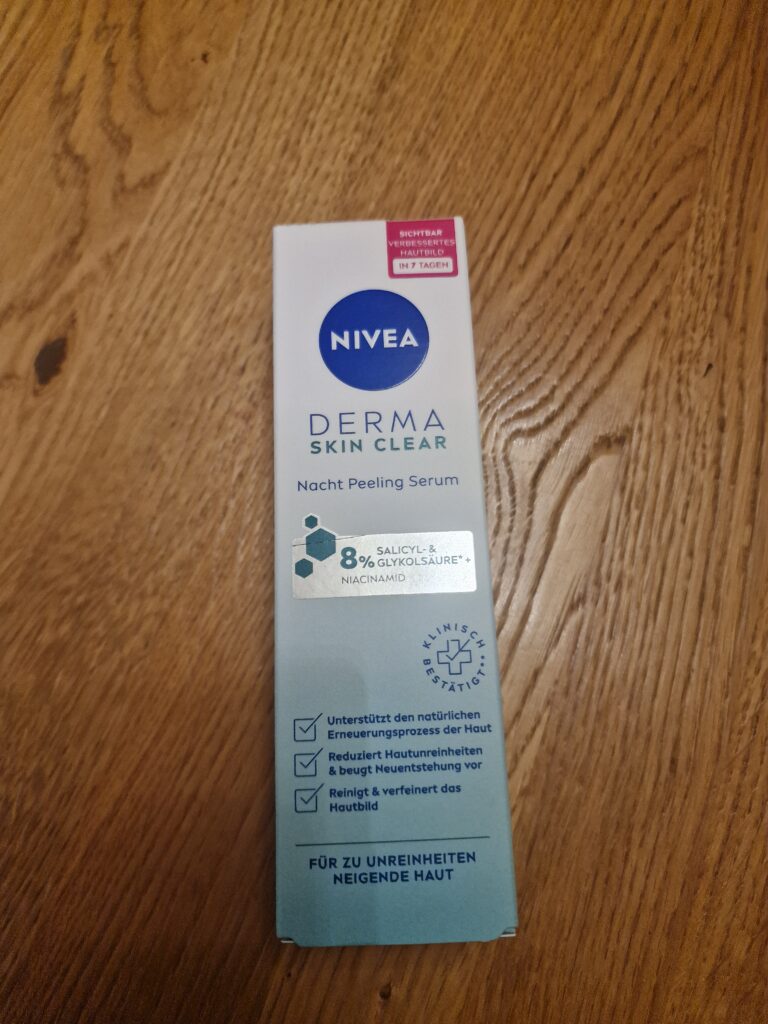 SICHTBAR
VERBESSERTES
HAUTBILD
IN 7 TAGEN
NIVEA
DERMA
SKIN CLEAR
Nacht Peeling Serum
8% SALICYL- &
GLYKOLSÄURE* +
NIACINAMID
KLINISCH
BESTÄTIGT**
Unterstützt den natürlichen
Erneuerungsprozess der Haut
Reduziert Hautunreinheiten
& beugt Neuentstehung vor
Reinigt & verfeinert das
Hautbild
FÜR ZU UNREINHEITEN
NEIGENDE HAUT